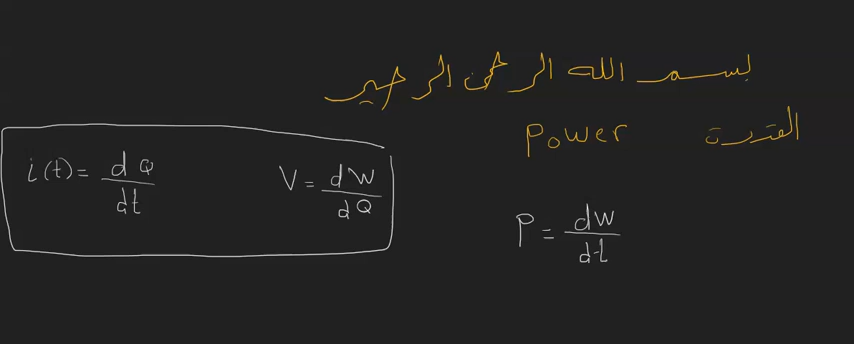 بسم الله الرحمن الرحيم
القدرة Power
i(t) = dQ/dt V = dW/dQ
P = dW/dt